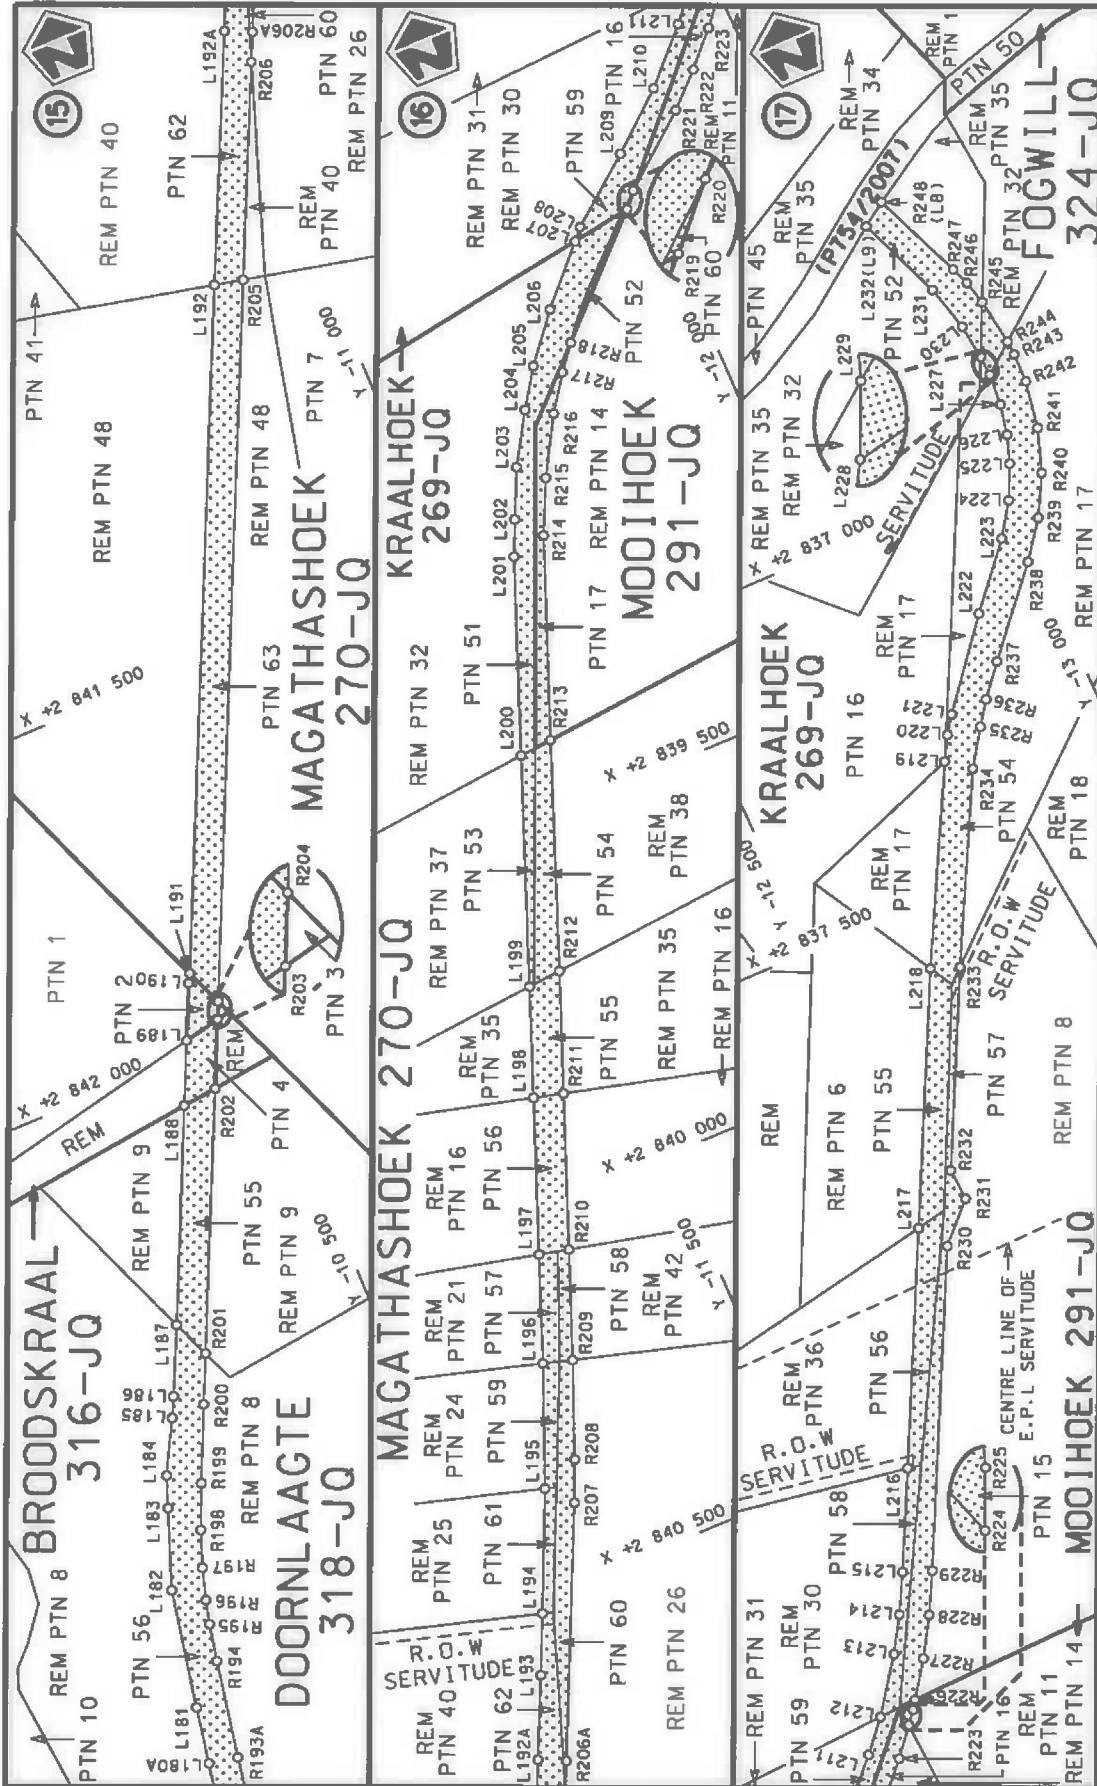 15
L192A
R206A
PTN 60
REM PTN 26
R206
REM PTN 40
PTN 62
REM
PTN 40
PTN 41
L192
R205
PTN 7
Y -11 000
REM PTN 48
REM PTN 48
X +2 841 500
PTN 63
MAGATHASHOEK
270-JQ
PTN 1
L191
L190
R204
R203
PTN 3
PTN 2
L189
X +2 842 000
REM
REM
L188
R202
PTN 4
BROODSKRAAL
316-JQ
REM PTN 9
PTN 55
REM PTN 9
Y -10 500
L187
R201
L186
L185
R200
L184
R199
REM PTN 8
L183
R198
R197
L182
R196
R195
R194
DOORNLAAGTE
318-JQ
REM PTN 8
PTN 10
PTN 56
L181
L180A
R193A
16
L211
L210
PTN 16
R223
R222
R221
REM
PTN 11
L209
PTN 59
REM PTN 30
REM PTN 31
L208
L207
R220
R219
PTN 60
Y -12 000
PTN 52
L206
R218
L205
R217
L204
R216
L203
R215
L202
R214
L201
KRAALHOEK
269-JQ
REM PTN 14
MOOIHOEK
291-JQ
PTN 17
PTN 51
REM PTN 32
L200
R213
X +2 839 500
REM PTN 37
PTN 53
PTN 54
REM
PTN 38
L199
R212
MAGATHASHOEK 270-JQ
REM
PTN 35
PTN 55
REM PTN 35
REM PTN 16
L198
R211
REM
PTN 16
PTN 56
X +2 840 000
L197
R210
REM
PTN 21
PTN 57
PTN 58
REM
PTN 42
Y -11 500
L196
R209
REM
PTN 24
PTN 59
L195
R208
R207
REM
PTN 25
PTN 61
X +2 840 500
L194
R.O.W
SERVITUDE
PTN 60
REM PTN 26
L193
REM
PTN 40
PTN 62
L192A
R206A
17
REM
PTN 1
PTN 50
REM
PTN 34
REM
PTN 35
FOGWILL
324-JQ
(P754/2007)
REM
PTN 35
PTN 45
R248
(L8)
L232(L9)
R247
R246
R245
REM PTN 32
PTN 52
L231
L230
R244
R243
R242
L229
L228
L227
REM PTN 35
REM PTN 32
X +2 837 000
SERVITUDE
L226
R241
L225
R240
L224
R239
L223
R238
REM PTN 17
L222
R237
REM
PTN 17
Y -13 000
KRAALHOEK
269-JQ
PTN 16
L221
R236
L220
R235
L219
R234
PTN 54
REM
PTN 18
Y -12 500
X +2 837 500
REM
PTN 17
L218
R233
R.O.W
SERVITUDE
REM
REM PTN 6
PTN 55
PTN 57
REM PTN 8
R232
R231
L217
R230
REM
PTN 36
PTN 56
CENTRE LINE OF
E.P.L SERVITUDE
MOOIHOEK 291-JQ
R.O.W
SERVITUDE
L216
R225
R224
PTN 15
PTN 58
L215
R229
L214
R228
REM
PTN 30
REM PTN 31
L213
R227
R226
L212
PTN 59
L211
R223
PTN 16
REM
PTN 11
REM PTN 14